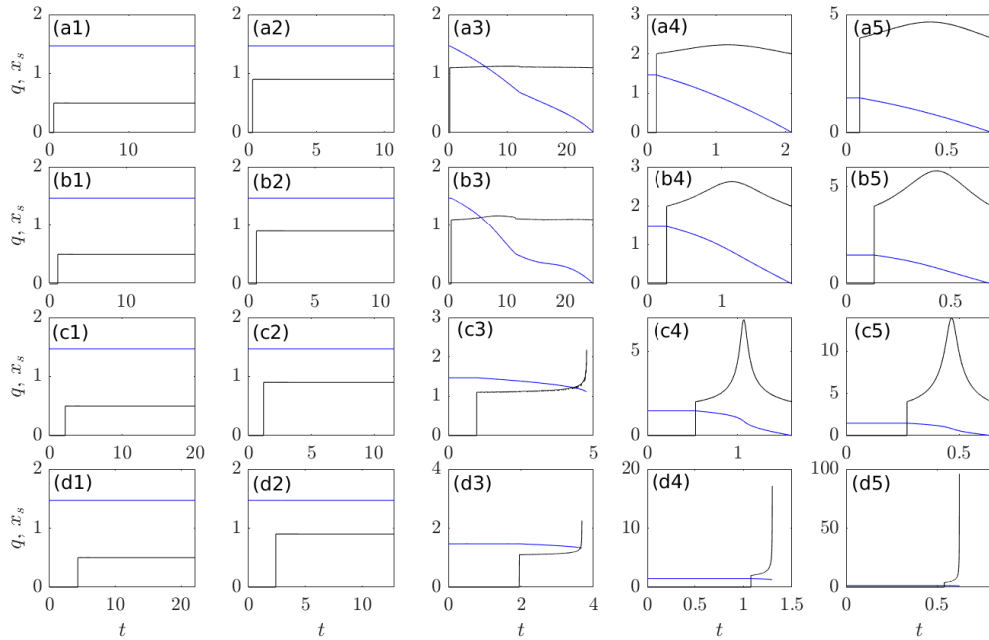 (a1) (a2) (a3) (a4) (a5)
q, x_s
2 2 2 3 5
1 1 1 2
1
0 0 0 0 0
0 10 0 5 10 0 10 20 0 1 2 0 0.5
(b1) (b2) (b3) (b4) (b5)
q, x_s
2 2 2 4
3 5
1 1 1 2
1
0 0 0 0 0
0 10 0 5 10 0 10 20 0 1 0 0.5
(c1) (c2) (c3) (c4) (c5)
q, x_s
2 2 3
2 5 10
1 1 1 5
0 0 0 0 0
0 10 20 0 5 10 0 5 0 1 0 0.5
(d1) (d2) (d3) (d4) (d5)
q, x_s
2 2 4 20 100
1 1 2 10 50
0 0 0 0 0
0 10 20 0 5 10 0 2 4 0 0.5 1 1.5 0 0.5
t t t t t